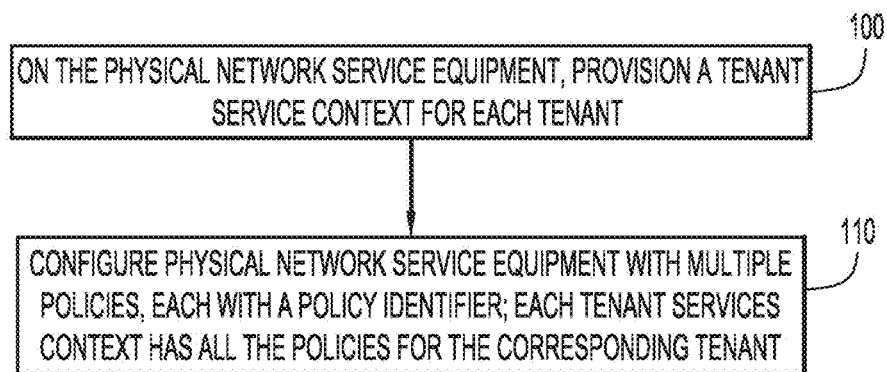 100
ON THE PHYSICAL NETWORK SERVICE EQUIPMENT, PROVISION A TENANT
SERVICE CONTEXT FOR EACH TENANT
110
CONFIGURE PHYSICAL NETWORK SERVICE EQUIPMENT WITH MULTIPLE
POLICIES, EACH WITH A POLICY IDENTIFIER; EACH TENANT SERVICES
CONTEXT HAS ALL THE POLICIES FOR THE CORRESPONDING TENANT